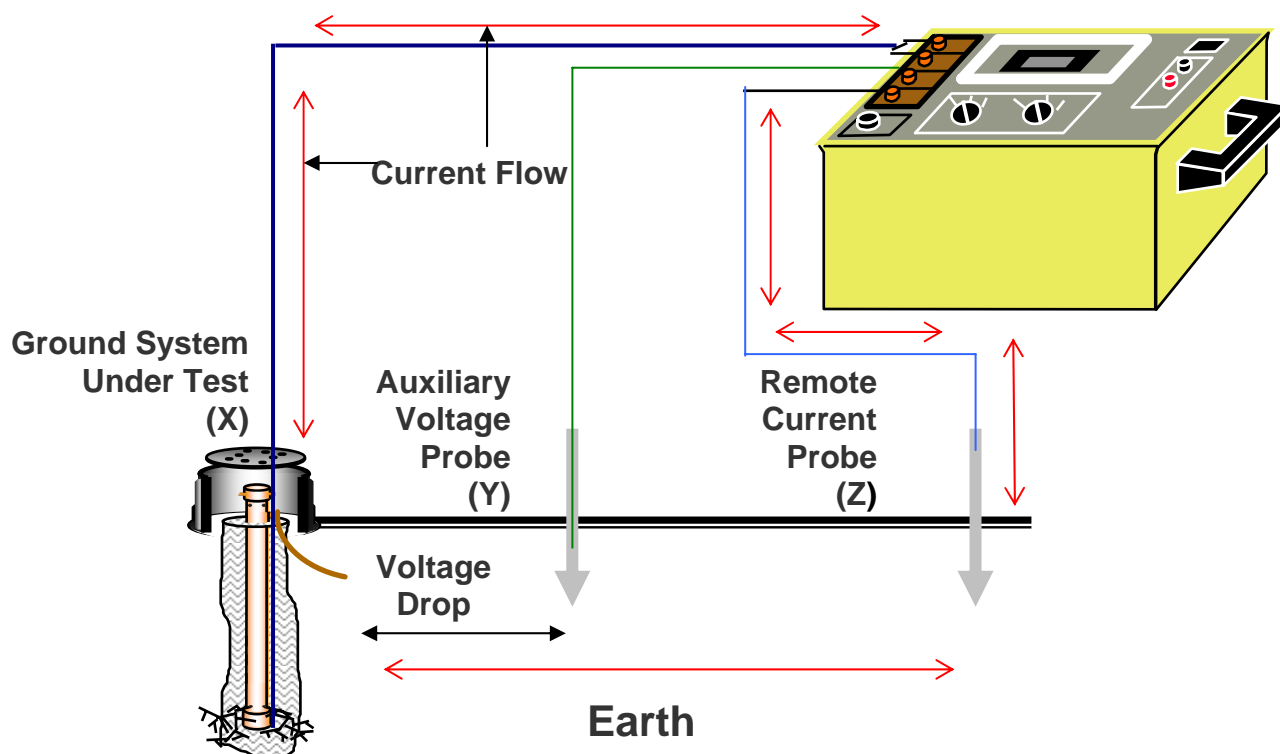 Current Flow
Ground System
Under Test
(X)
Auxiliary
Voltage
Probe
(Y)
Remote
Current
Probe
(Z)
Voltage
Drop
Earth